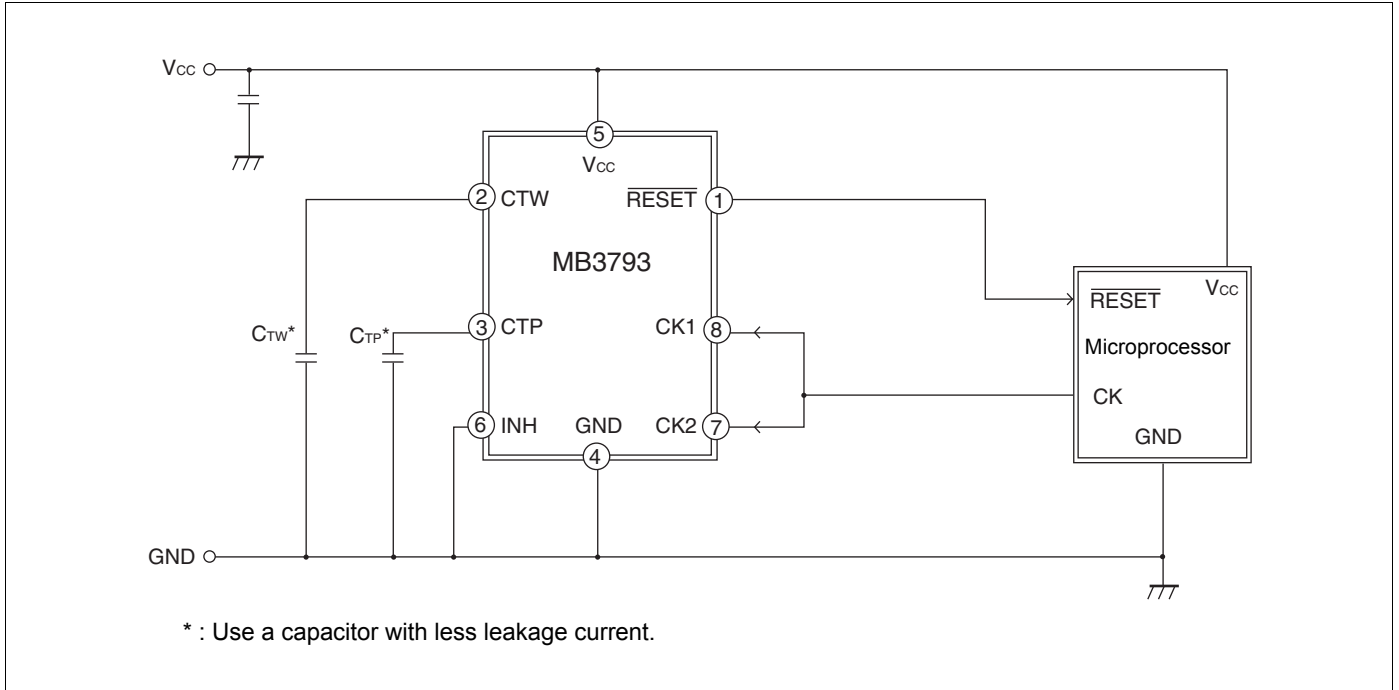 VCC
5
VCC
2 CTW
RESET 1
MB3793
VCC
RESET
CTW*
CTP*
3 CTP
CK1 8
Microprocessor
CK
6 INH
GND
CK2 7
GND
4
GND
* : Use a capacitor with less leakage current.